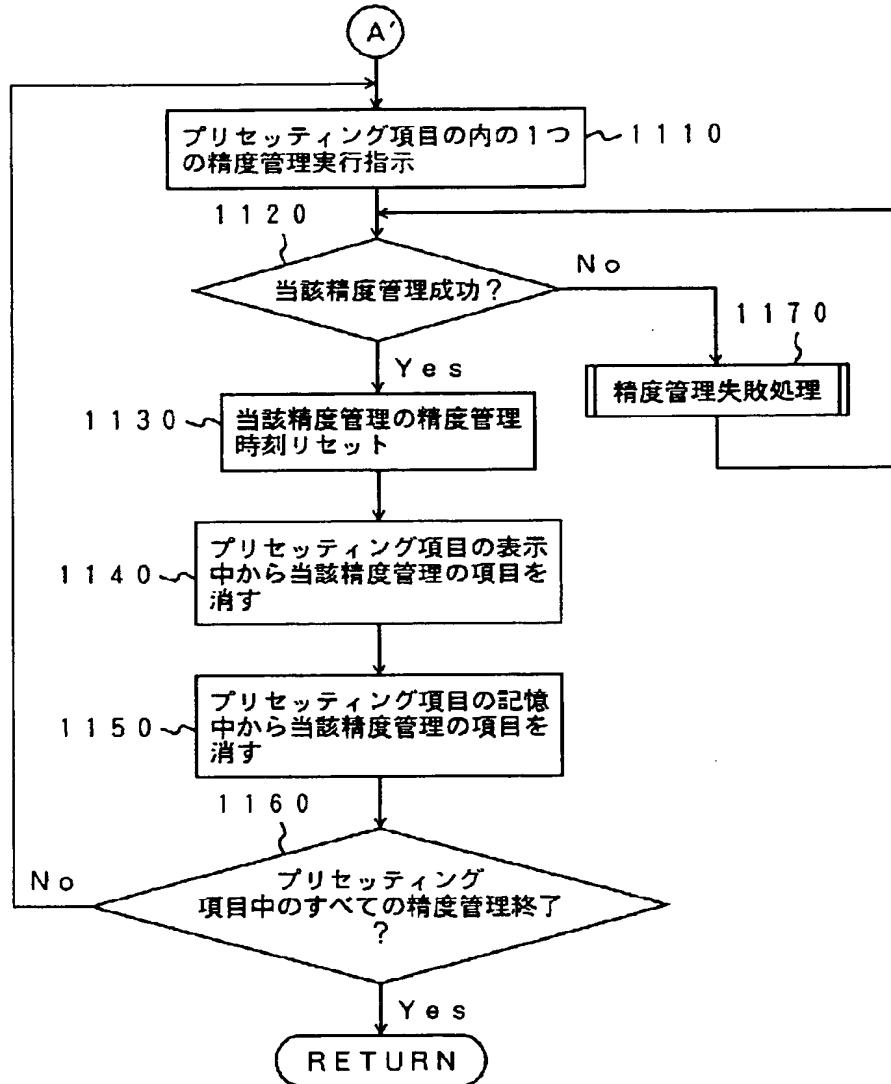 A'
プリセッティング項目の内の1つ
の精度管理実行指示
1110
1120
当該精度管理成功?
No
1170
精度管理失敗処理
Yes
1130
当該精度管理の精度管理
時刻リセット
1140
プリセッティング項目の表示
中から当該精度管理の項目を
消す
1150
プリセッティング項目の記憶
中から当該精度管理の項目を
消す
1160
No
プリセッティング
項目中のすべての精度管理終了
?
Yes
RETURN